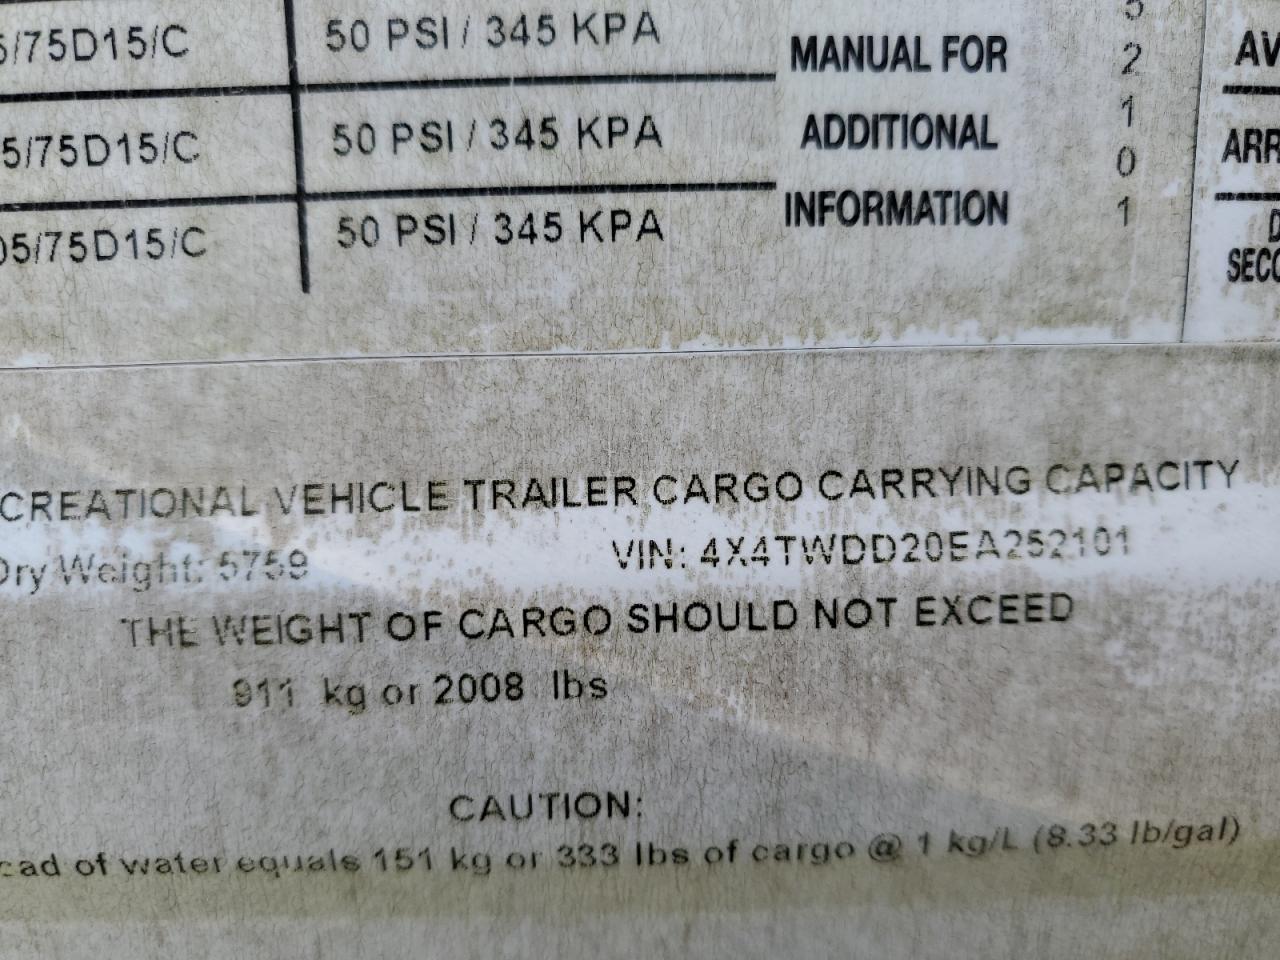 5/75D15/C 50 PSI / 345 KPA
5/75D15/C 50 PSI / 345 KPA
05/75D15/C 50 PSI / 345 KPA
MANUAL FOR
ADDITIONAL
INFORMATION
5
2
1
0
1
AV
ARR
D
SECO
CREATIONAL VEHICLE TRAILER CARGO CARRYING CAPACITY
Dry Weight: 5759 VIN: 4X4TWDD20EA252101
THE WEIGHT OF CARGO SHOULD NOT EXCEED
911 kg or 2008 lbs
CAUTION:
oad of water equals 151 kg or 333 lbs of cargo @ 1 kg/L (8.33 lb/gal)